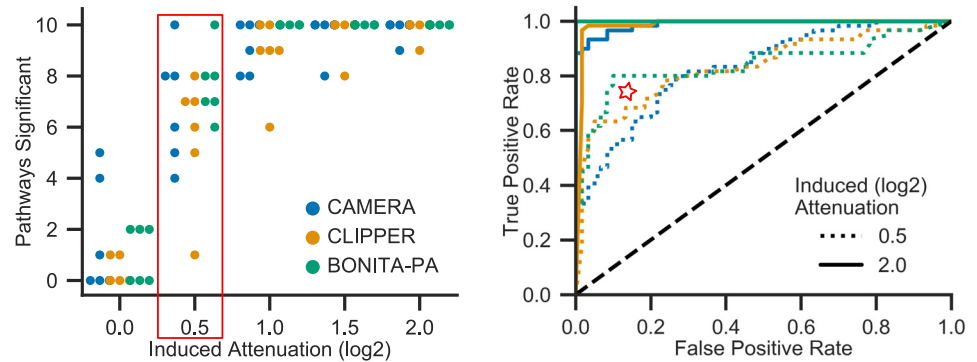 10
8
6
4
2
0
Pathways Significant
CAMERA
CLIPPER
BONITA-PA
0.0 0.5 1.0 1.5 2.0
Induced Attenuation (log2)
1.0
0.8
0.6
0.4
0.2
0.0
True Positive Rate
Induced (log2)
Attenuation
0.5
2.0
0.0 0.2 0.4 0.6 0.8 1.0
False Positive Rate